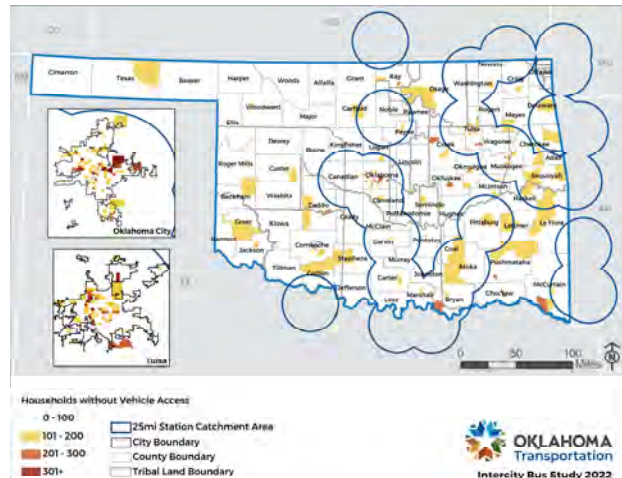 Cimarron
Texas
Beaver
Harper
Woods
Alfalfa
Grant
Kay
Osage
Washington
Craig
Ottawa
Woodward
Major
Garfield
Noble
Pawnee
Rogers
Mayes
Delaware
Ellis
Payne
Tulsa
Wagoner
Cherokee
Dewey
Blaine
Kingfisher
Logan
Creek
Adair
Roger Mills
Custer
Canadian
Oklahoma
Lincoln
Okfuskee
Okmulgee
Muskogee
McIntosh
Sequoyah
Beckham
Washita
Caddo
Cleveland
Seminole
Haskell
Pottawatomie
Hughes
Grady
McClain
Pittsburg
Latimer
Le Flore
Greer
Kiowa
Harmon
Garvin
Pontotoc
Jackson
Comanche
Stephens
Murray
Coal
Pushmataha
Tillman
Cotton
Carter
Johnston
Atoka
McCurtain
Jefferson
Love
Marshall
Bryan
Choctaw
Oklahoma City
Tulsa
0 50 100
Miles
N
Households without Vehicle Access
0 - 100
101 - 200
201 - 300
301+
25mi Station Catchment Area
City Boundary
County Boundary
Tribal Land Boundary
OKLAHOMA
Transportation
Intercity Bus Study 2022